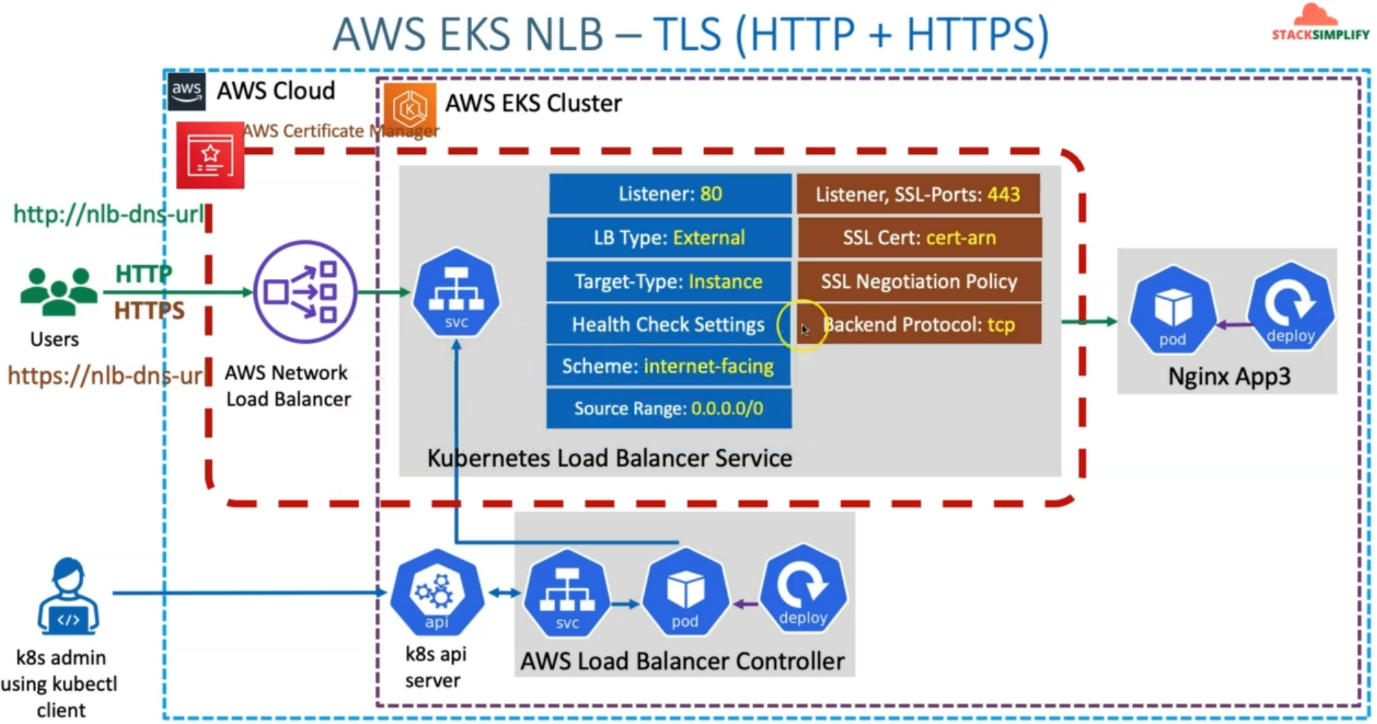 AWS EKS NLB – TLS (HTTP + HTTPS)
STACKSIMPLIFY
aws
AWS Cloud
AWS EKS Cluster
AWS Certificate Manager
http://nlb-dns-url
HTTP
HTTPS
Users
https://nlb-dns-url
AWS Network
Load Balancer
svc
Listener: 80
LB Type: External
Target-Type: Instance
Health Check Settings
Scheme: internet-facing
Source Range: 0.0.0.0/0
Listener, SSL-Ports: 443
SSL Cert: cert-arn
SSL Negotiation Policy
Backend Protocol: tcp
Kubernetes Load Balancer Service
pod
deploy
Nginx App3
k8s admin
using kubectl
client
api
k8s api
server
svc
pod
deploy
AWS Load Balancer Controller